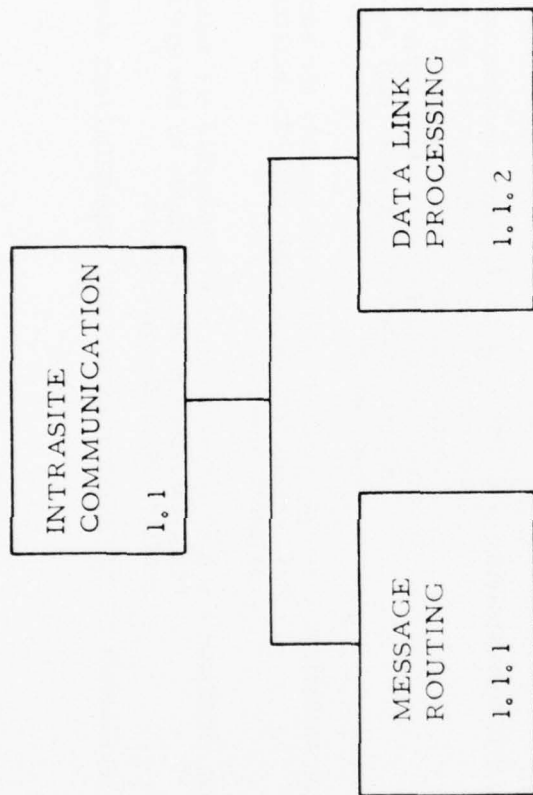 INTRASITE
COMMUNICATION
1.1
MESSAGE
ROUTING
1.1.1
DATA LINK
PROCESSING
1.1.2